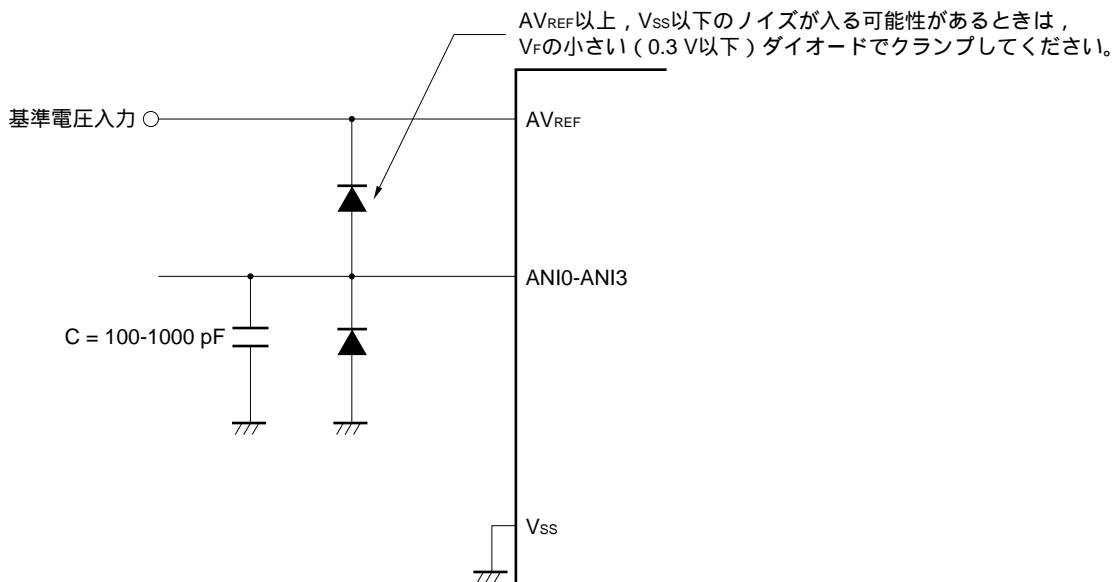 AVREF以上，VSS以下のノイズが入る可能性があるときは，
VFの小さい（0.3 V以下）ダイオードでクランプしてください。
基準電圧入力
AVREF
ANI0-ANI3
C = 100-1000 pF
VSS